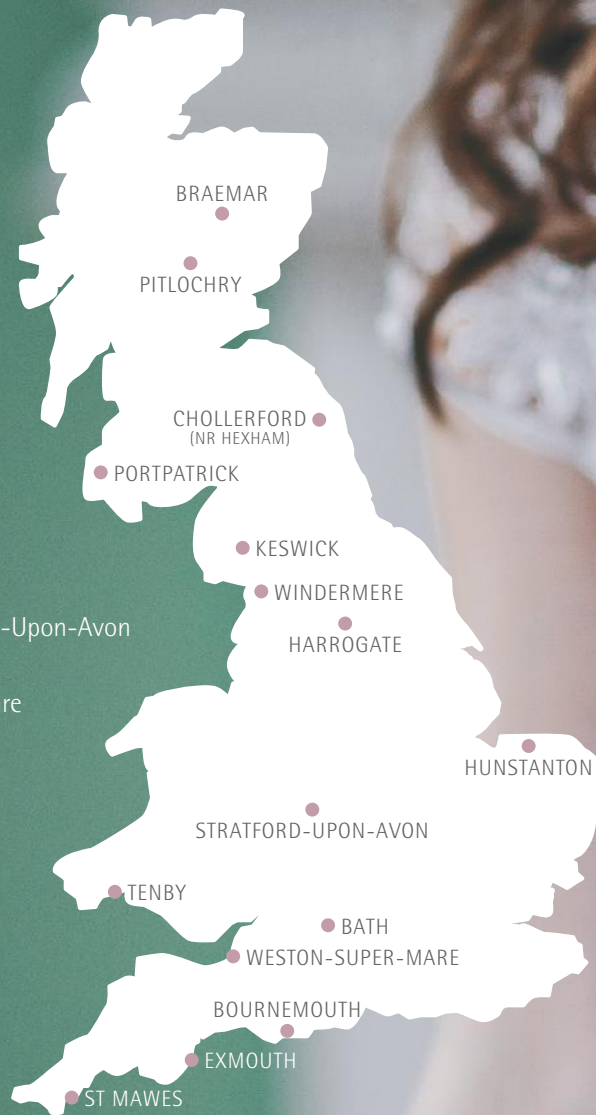 BRAEMAR
PITLOCHRY
CHOLLERFORD
(NR HEXHAM)
PORTPATRICK
KESWICK
WINDERMERE
-Upon-Avon
HARROGATE
re
HUNSTANTON
STRATFORD-UPON-AVON
TENBY
BATH
WESTON-SUPER-MARE
BOURNEMOUTH
EXMOUTH
ST MAWES